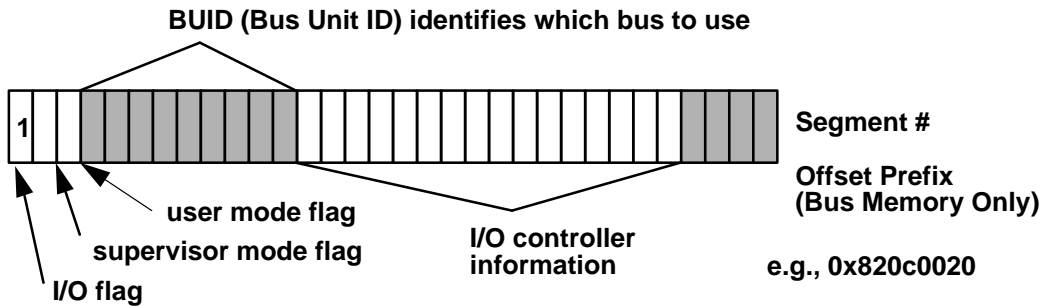 BUID (Bus Unit ID) identifies which bus to use
1
Segment #
Offset Prefix
(Bus Memory Only)
user mode flag
supervisor mode flag
I/O controller
information
e.g., 0x820c0020
I/O flag